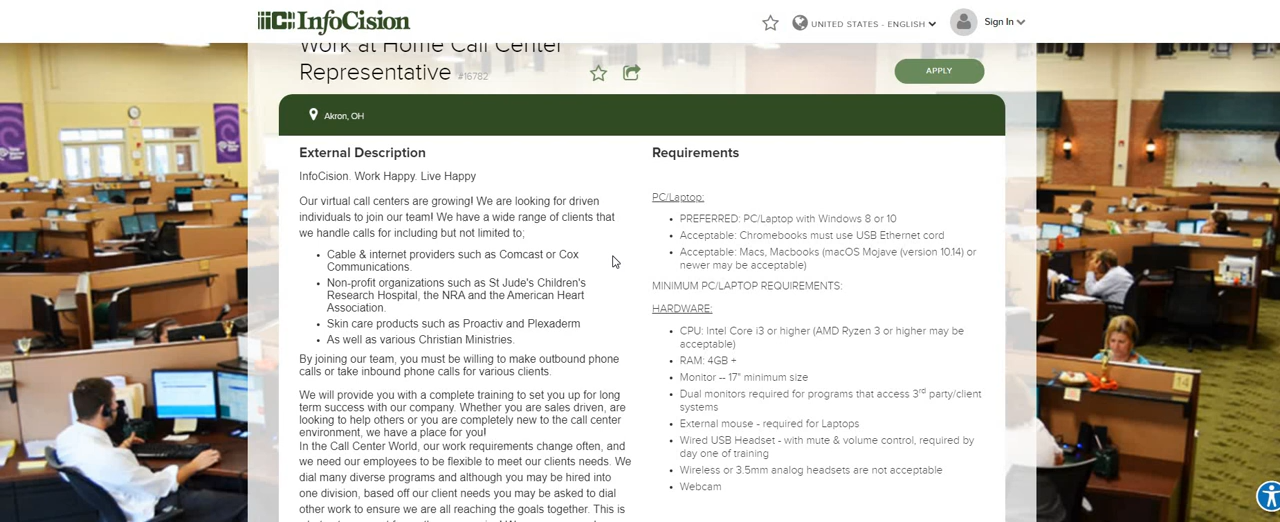 InfoCision
UNITED STATES - ENGLISH
Sign In
Work at Home Call Center
Representative #16782
APPLY
Akron, OH
External Description
InfoCision. Work Happy. Live Happy
Our virtual call centers are growing! We are looking for driven
individuals to join our team! We have a wide range of clients that
we handle calls for including but not limited to;
• Cable & internet providers such as Comcast or Cox
Communications.
• Non-profit organizations such as St Jude's Children's
Research Hospital, the NRA and the American Heart
Association.
• Skin care products such as Proactiv and Plexaderm
• As well as various Christian Ministries.
By joining our team, you must be willing to make outbound phone
calls or take inbound phone calls for various clients.
We will provide you with a complete training to set you up for long
term success with our company. Whether you are sales driven, are
looking to help others or you are completely new to the call center
environment, we have a place for you!
In the Call Center World, our work requirements change often, and
we need our employees to be flexible to meet our clients needs. We
dial many diverse programs and although you may be hired into
one division, based off our client needs you may be asked to dial
other work to ensure we are all reaching the goals together. This is
Requirements
PC/Laptop:
• PREFERRED: PC/Laptop with Windows 8 or 10
• Acceptable: Chromebooks must use USB Ethernet cord
• Acceptable: Macs, Macbooks (macOS Mojave (version 10.14) or
newer may be acceptable)
MINIMUM PC/LAPTOP REQUIREMENTS:
HARDWARE:
• CPU: Intel Core i3 or higher (AMD Ryzen 3 or higher may be
acceptable)
• RAM: 4GB +
• Monitor -- 17" minimum size
• Dual monitors required for programs that access 3rd party/client
systems
• External mouse - required for Laptops
• Wired USB Headset - with mute & volume control, required by
day one of training
• Wireless or 3.5mm analog headsets are not acceptable
• Webcam
14